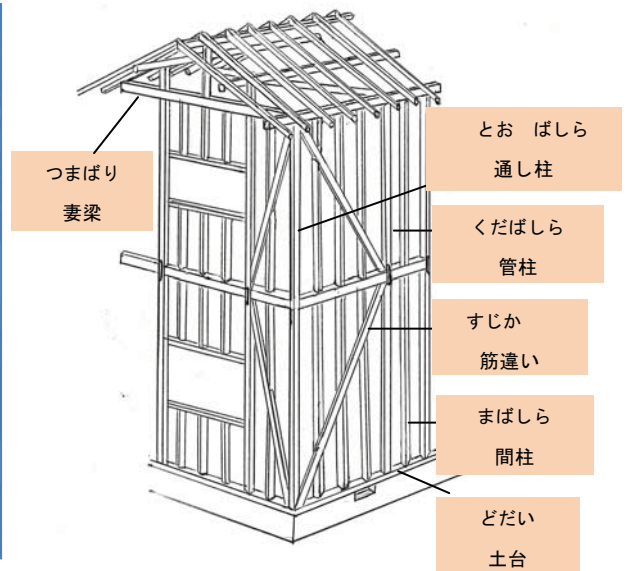 つまばり
妻梁
とお ばしら
通し柱
くだばしら
管柱
すじか
筋違い
まばしら
間柱
どだい
土台